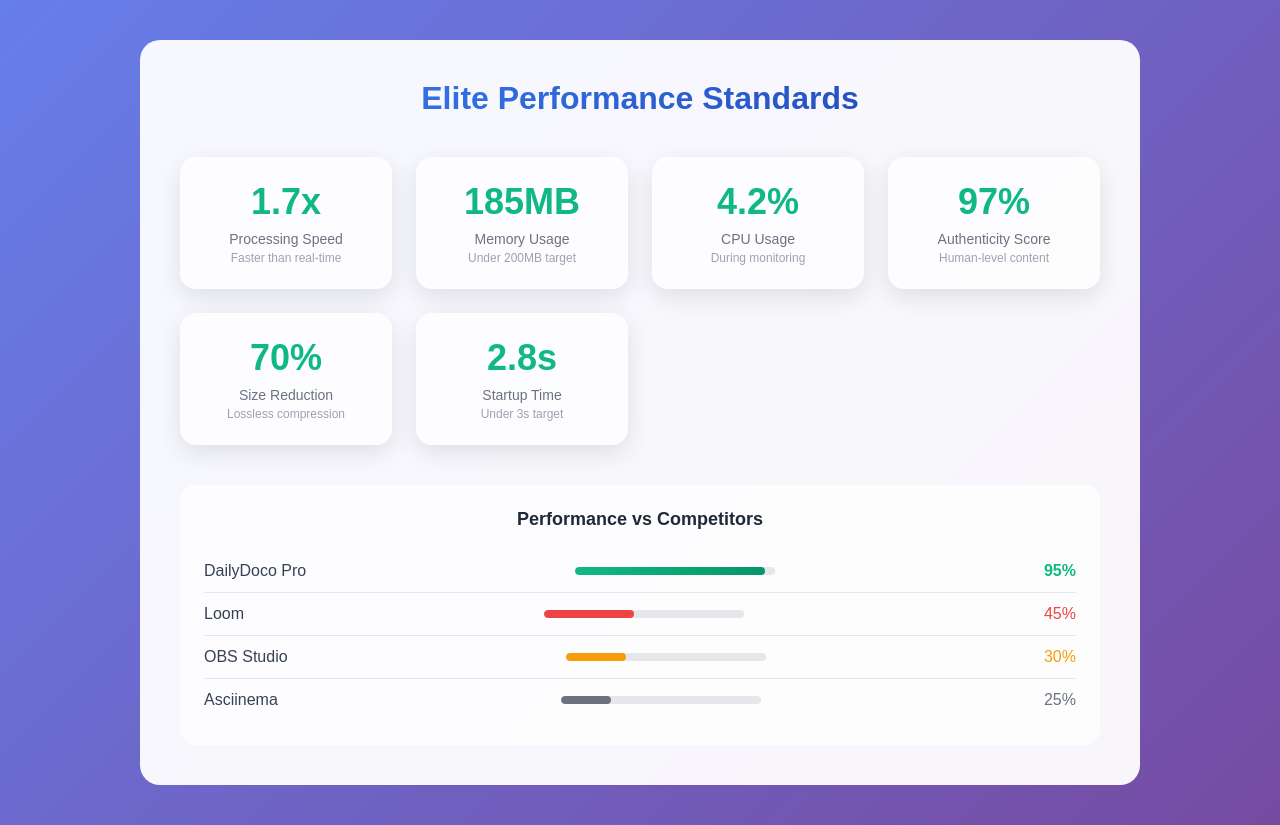 Elite Performance Standards
1.7x
Processing Speed
Faster than real-time
185MB
Memory Usage
Under 200MB target
4.2%
CPU Usage
During monitoring
97%
Authenticity Score
Human-level content
70%
Size Reduction
Lossless compression
2.8s
Startup Time
Under 3s target
Performance vs Competitors
DailyDoco Pro 95%
Loom 45%
OBS Studio 30%
Asciinema 25%